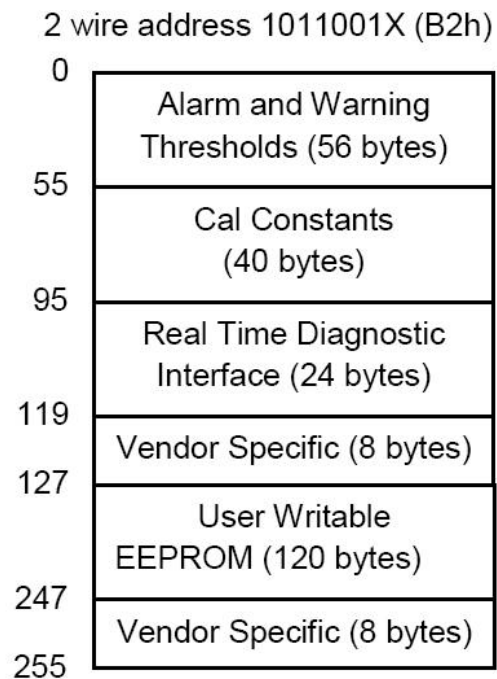 2 wire address 1011001X (B2h)
0
Alarm and Warning
Thresholds (56 bytes)
55
Cal Constants
(40 bytes)
95
Real Time Diagnostic
Interface (24 bytes)
119
Vendor Specific (8 bytes)
127
User Writable
EEPROM (120 bytes)
247
Vendor Specific (8 bytes)
255